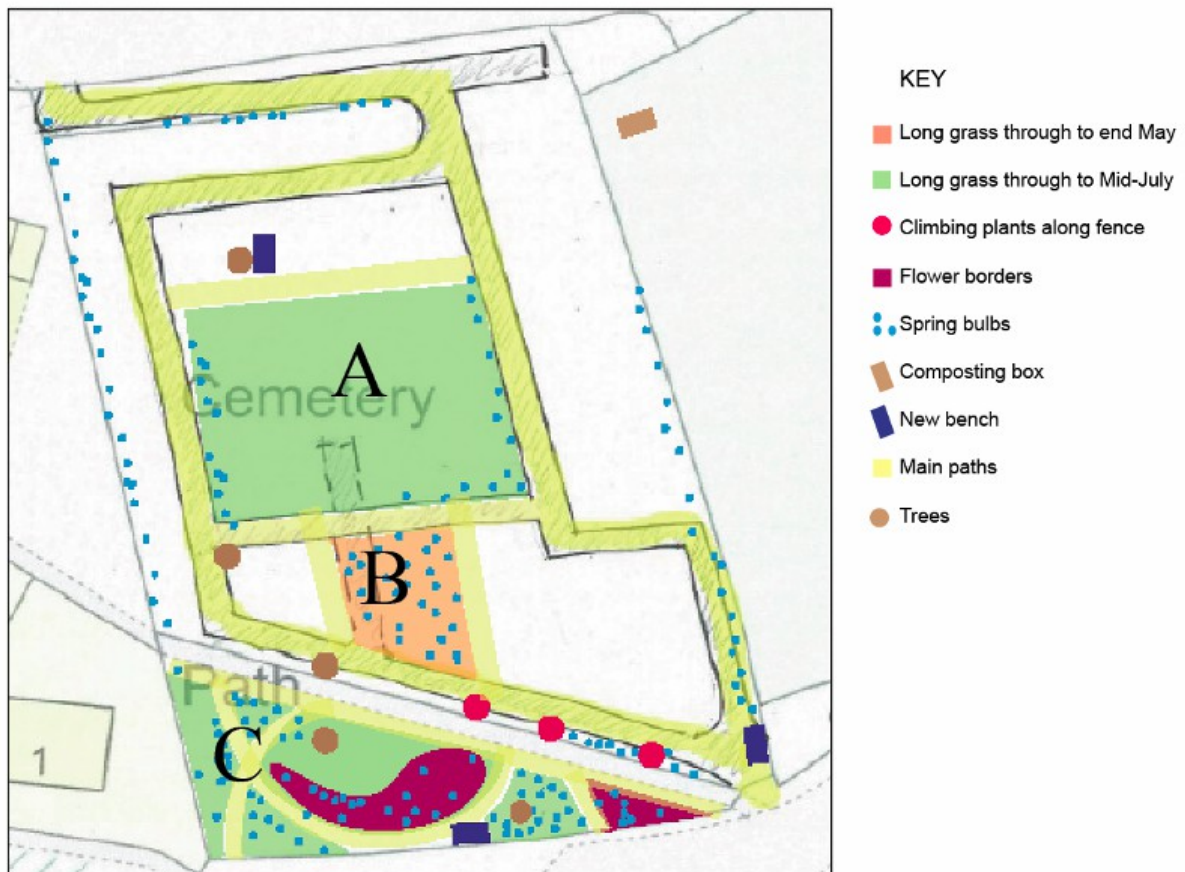 KEY
Long grass through to end May
Long grass through to Mid-July
Climbing plants along fence
Flower borders
Spring bulbs
Composting box
New bench
Main paths
Trees
A
Cemetery
B
Path
C
1